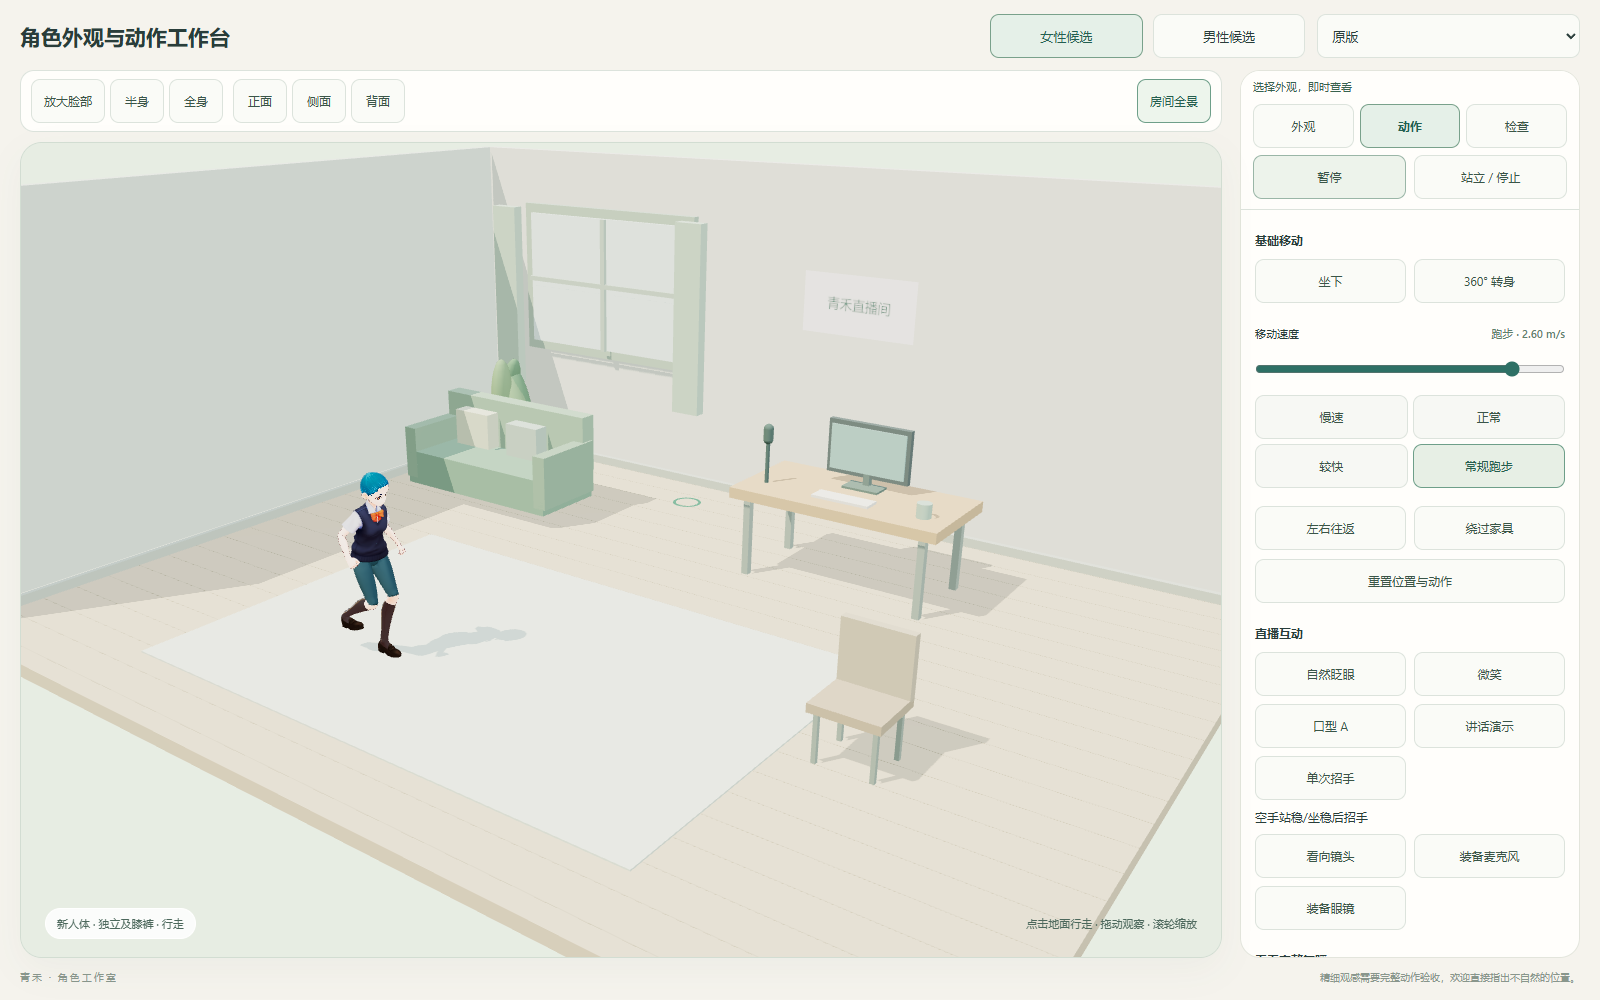 角色外观与动作工作台
女性候选
男性候选
原版
放大脸部
半身
全身
正面
侧面
背面
房间全景
选择外观，即时查看
外观
动作
检查
暂停
站立 / 停止
基础移动
坐下
360° 转身
移动速度
跑步 · 2.60 m/s
慢速
正常
较快
常规跑步
左右往返
绕过家具
重置位置与动作
直播互动
自然眨眼
微笑
口型 A
讲话演示
单次招手
空手站稳/坐稳后招手
看向镜头
装备麦克风
装备眼镜
青禾直播间
新人体 · 独立及膝裤 · 行走
点击地面行走 · 拖动观察 · 滚轮缩放
青禾 · 角色工作室
精细观感需要完整动作验收，欢迎直接指出不自然的位置。